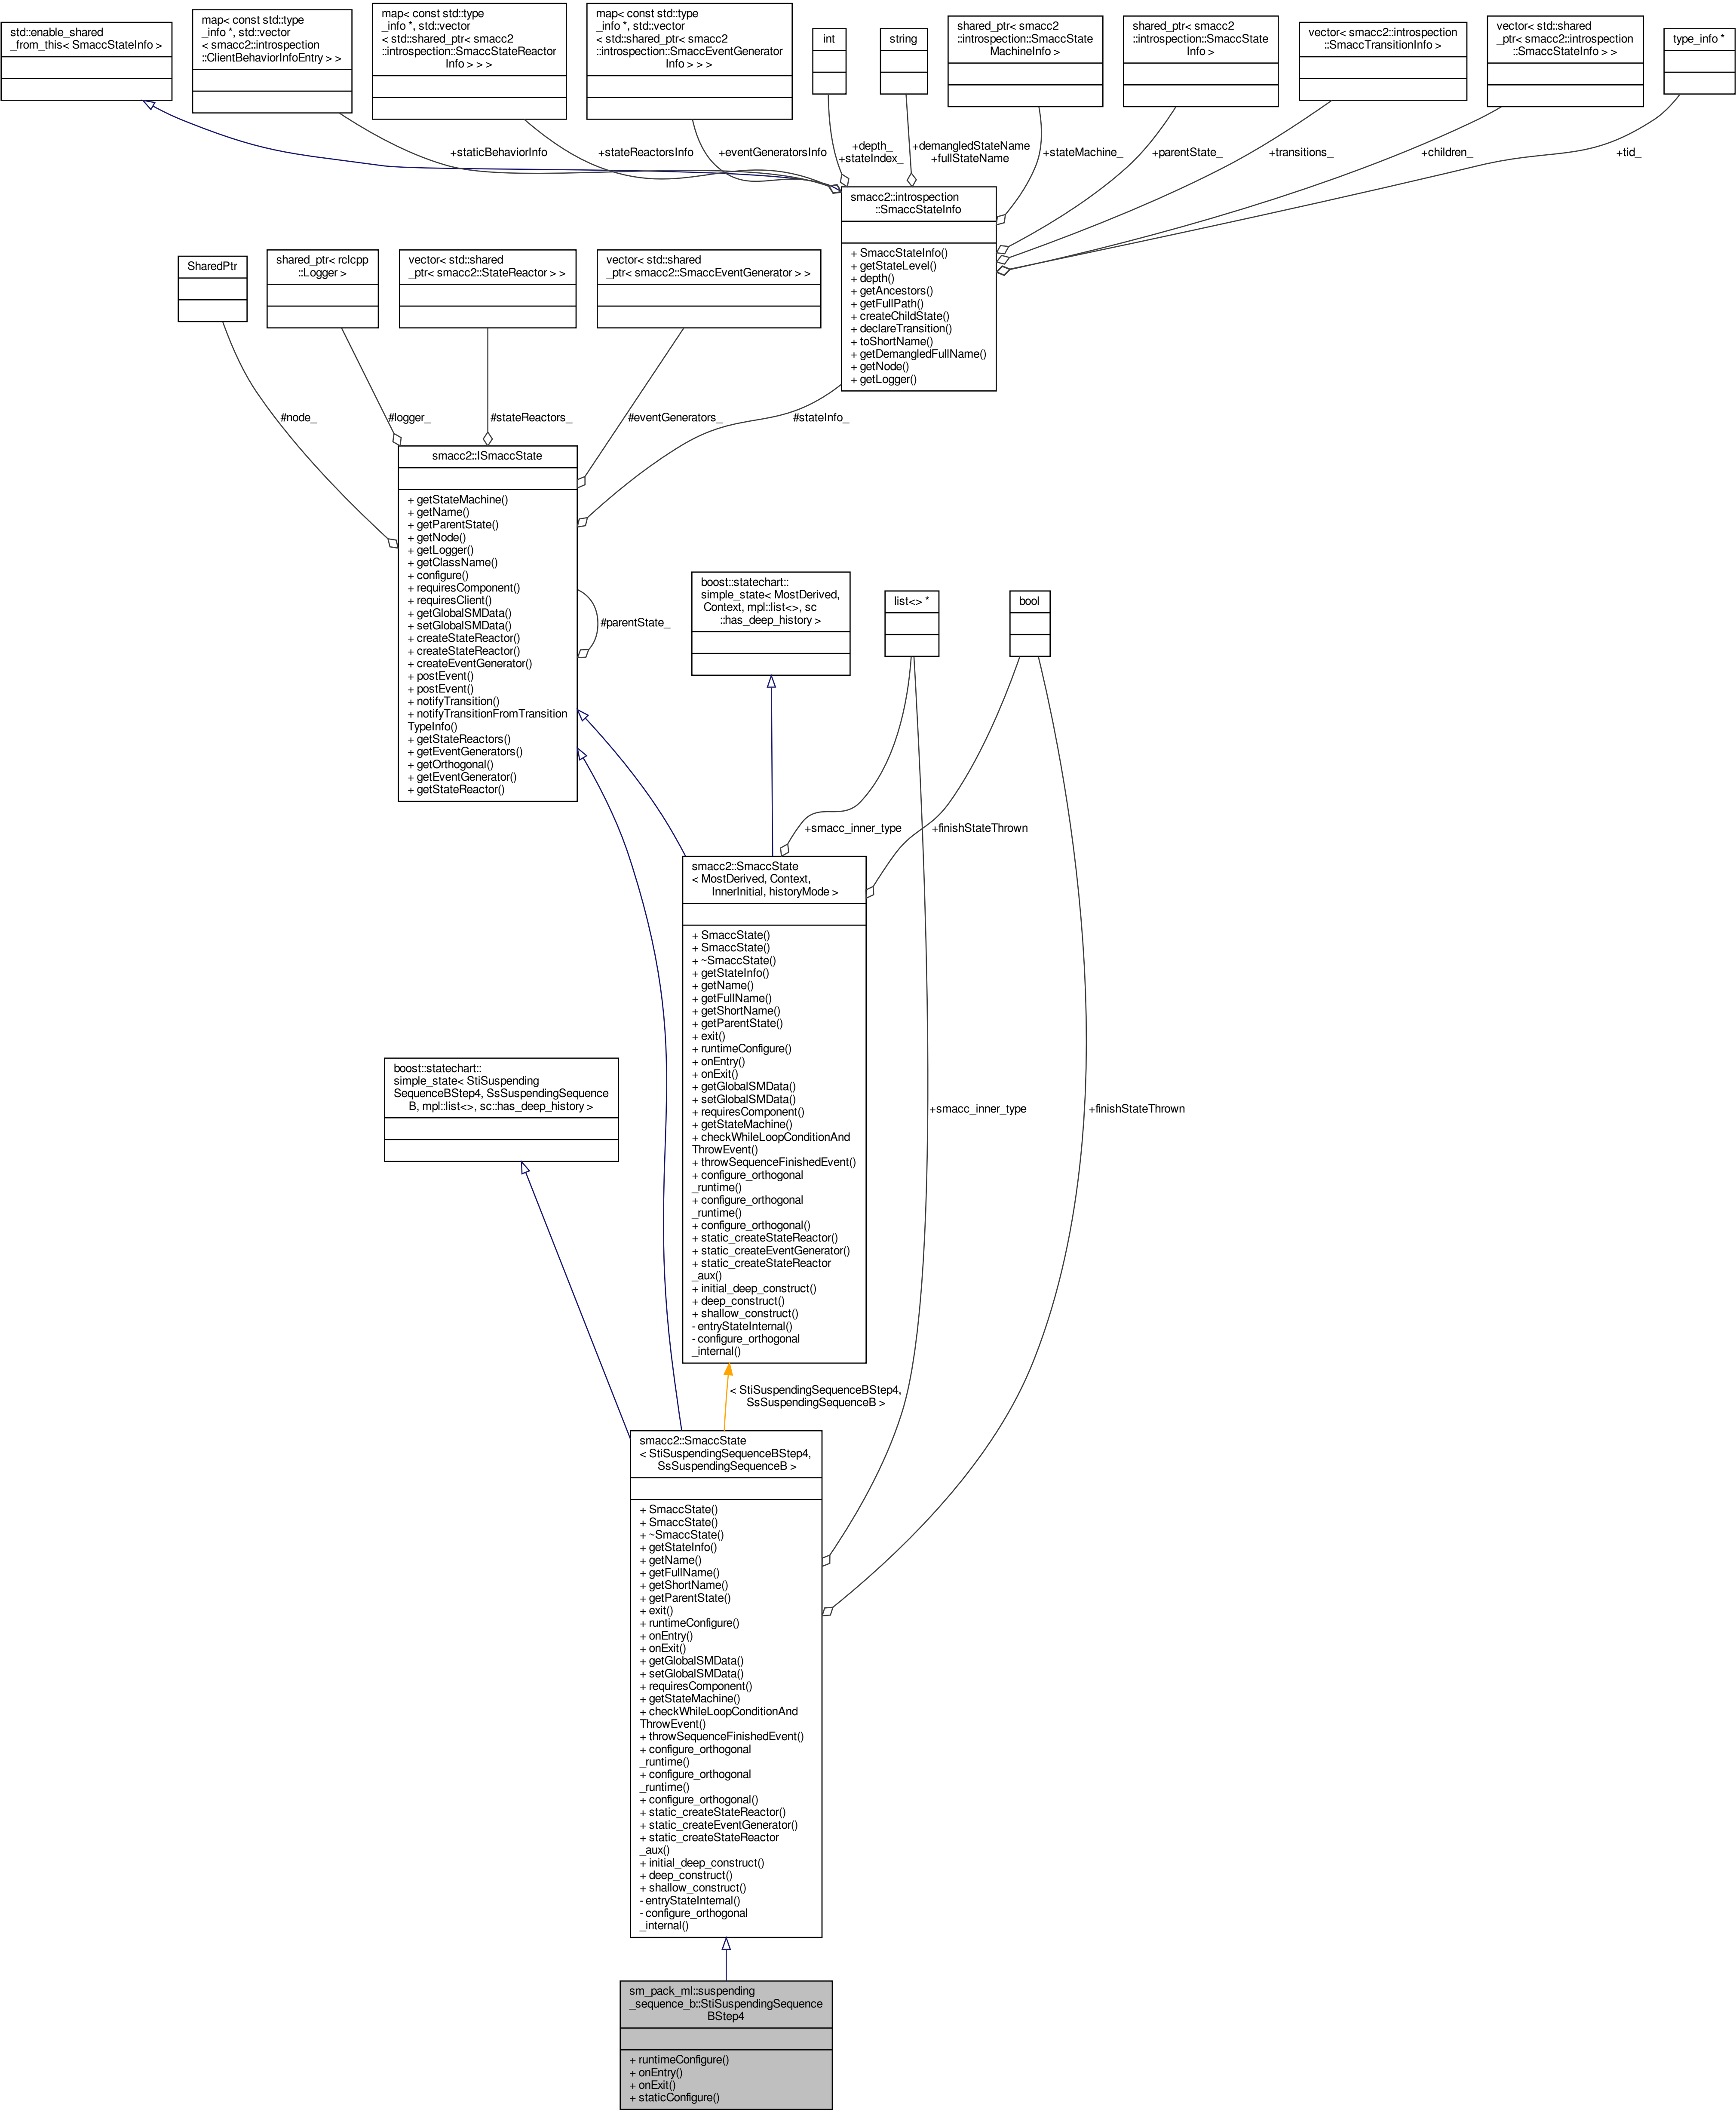 std::enable_shared
_from_this< SmaccStateInfo >
map< const std::type
_info *, std::vector
< smacc2::introspection
::ClientBehaviorInfoEntry > >
map< const std::type
_info *, std::vector
< std::shared_ptr< smacc2
::introspection::SmaccStateReactor
Info > > >
map< const std::type
_info *, std::vector
< std::shared_ptr< smacc2
::introspection::SmaccEventGenerator
Info > > >
int
string
shared_ptr< smacc2
::introspection::SmaccState
MachineInfo >
shared_ptr< smacc2
::introspection::SmaccState
Info >
vector< smacc2::introspection
::SmaccTransitionInfo >
vector< std::shared
_ptr< smacc2::introspection
::SmaccStateInfo > >
type_info *
+staticBehaviorInfo
+stateReactorsInfo
+eventGeneratorsInfo
+depth_
+stateIndex_
+demangledStateName
+fullStateName
+stateMachine_
+parentState_
+transitions_
+children_
+tid_
smacc2::introspection
::SmaccStateInfo
+ SmaccStateInfo()
+ getStateLevel()
+ depth()
+ getAncestors()
+ getFullPath()
+ createChildState()
+ declareTransition()
+ toShortName()
+ getDemangledFullName()
+ getNode()
+ getLogger()
SharedPtr
shared_ptr< rclcpp
::Logger >
vector< std::shared
_ptr< smacc2::StateReactor > >
vector< std::shared
_ptr< smacc2::SmaccEventGenerator > >
#node_
#logger_
#stateReactors_
#eventGenerators_
#stateInfo_
smacc2::ISmaccState
+ getStateMachine()
+ getName()
+ getParentState()
+ getNode()
+ getLogger()
+ getClassName()
+ configure()
+ requiresComponent()
+ requiresClient()
+ getGlobalSMData()
+ setGlobalSMData()
+ createStateReactor()
+ createStateReactor()
+ createEventGenerator()
+ postEvent()
+ postEvent()
+ notifyTransition()
+ notifyTransitionFromTransition
TypeInfo()
+ getStateReactors()
+ getEventGenerators()
+ getOrthogonal()
+ getEventGenerator()
+ getStateReactor()
#parentState_
boost::statechart::
simple_state< MostDerived,
Context, mpl::list<>, sc
::has_deep_history >
list<> *
bool
+smacc_inner_type
+finishStateThrown
smacc2::SmaccState
< MostDerived, Context,
InnerInitial, historyMode >
+ SmaccState()
+ SmaccState()
+ ~SmaccState()
+ getStateInfo()
+ getName()
+ getFullName()
+ getShortName()
+ getParentState()
+ exit()
+ runtimeConfigure()
+ onEntry()
+ onExit()
+ getGlobalSMData()
+ setGlobalSMData()
+ requiresComponent()
+ getStateMachine()
+ checkWhileLoopConditionAnd
ThrowEvent()
+ throwSequenceFinishedEvent()
+ configure_orthogonal
_runtime()
+ configure_orthogonal
_runtime()
+ configure_orthogonal()
+ static_createStateReactor()
+ static_createEventGenerator()
+ static_createStateReactor
_aux()
+ initial_deep_construct()
+ deep_construct()
+ shallow_construct()
- entryStateInternal()
- configure_orthogonal
_internal()
boost::statechart::
simple_state< StiSuspending
SequenceBStep4, SsSuspendingSequence
B, mpl::list<>, sc::has_deep_history >
+smacc_inner_type
+finishStateThrown
< StiSuspendingSequenceBStep4,
SsSuspendingSequenceB >
smacc2::SmaccState
< StiSuspendingSequenceBStep4,
SsSuspendingSequenceB >
+ SmaccState()
+ SmaccState()
+ ~SmaccState()
+ getStateInfo()
+ getName()
+ getFullName()
+ getShortName()
+ getParentState()
+ exit()
+ runtimeConfigure()
+ onEntry()
+ onExit()
+ getGlobalSMData()
+ setGlobalSMData()
+ requiresComponent()
+ getStateMachine()
+ checkWhileLoopConditionAnd
ThrowEvent()
+ throwSequenceFinishedEvent()
+ configure_orthogonal
_runtime()
+ configure_orthogonal
_runtime()
+ configure_orthogonal()
+ static_createStateReactor()
+ static_createEventGenerator()
+ static_createStateReactor
_aux()
+ initial_deep_construct()
+ deep_construct()
+ shallow_construct()
- entryStateInternal()
- configure_orthogonal
_internal()
sm_pack_ml::suspending
_sequence_b::StiSuspendingSequence
BStep4
+ runtimeConfigure()
+ onEntry()
+ onExit()
+ staticConfigure()